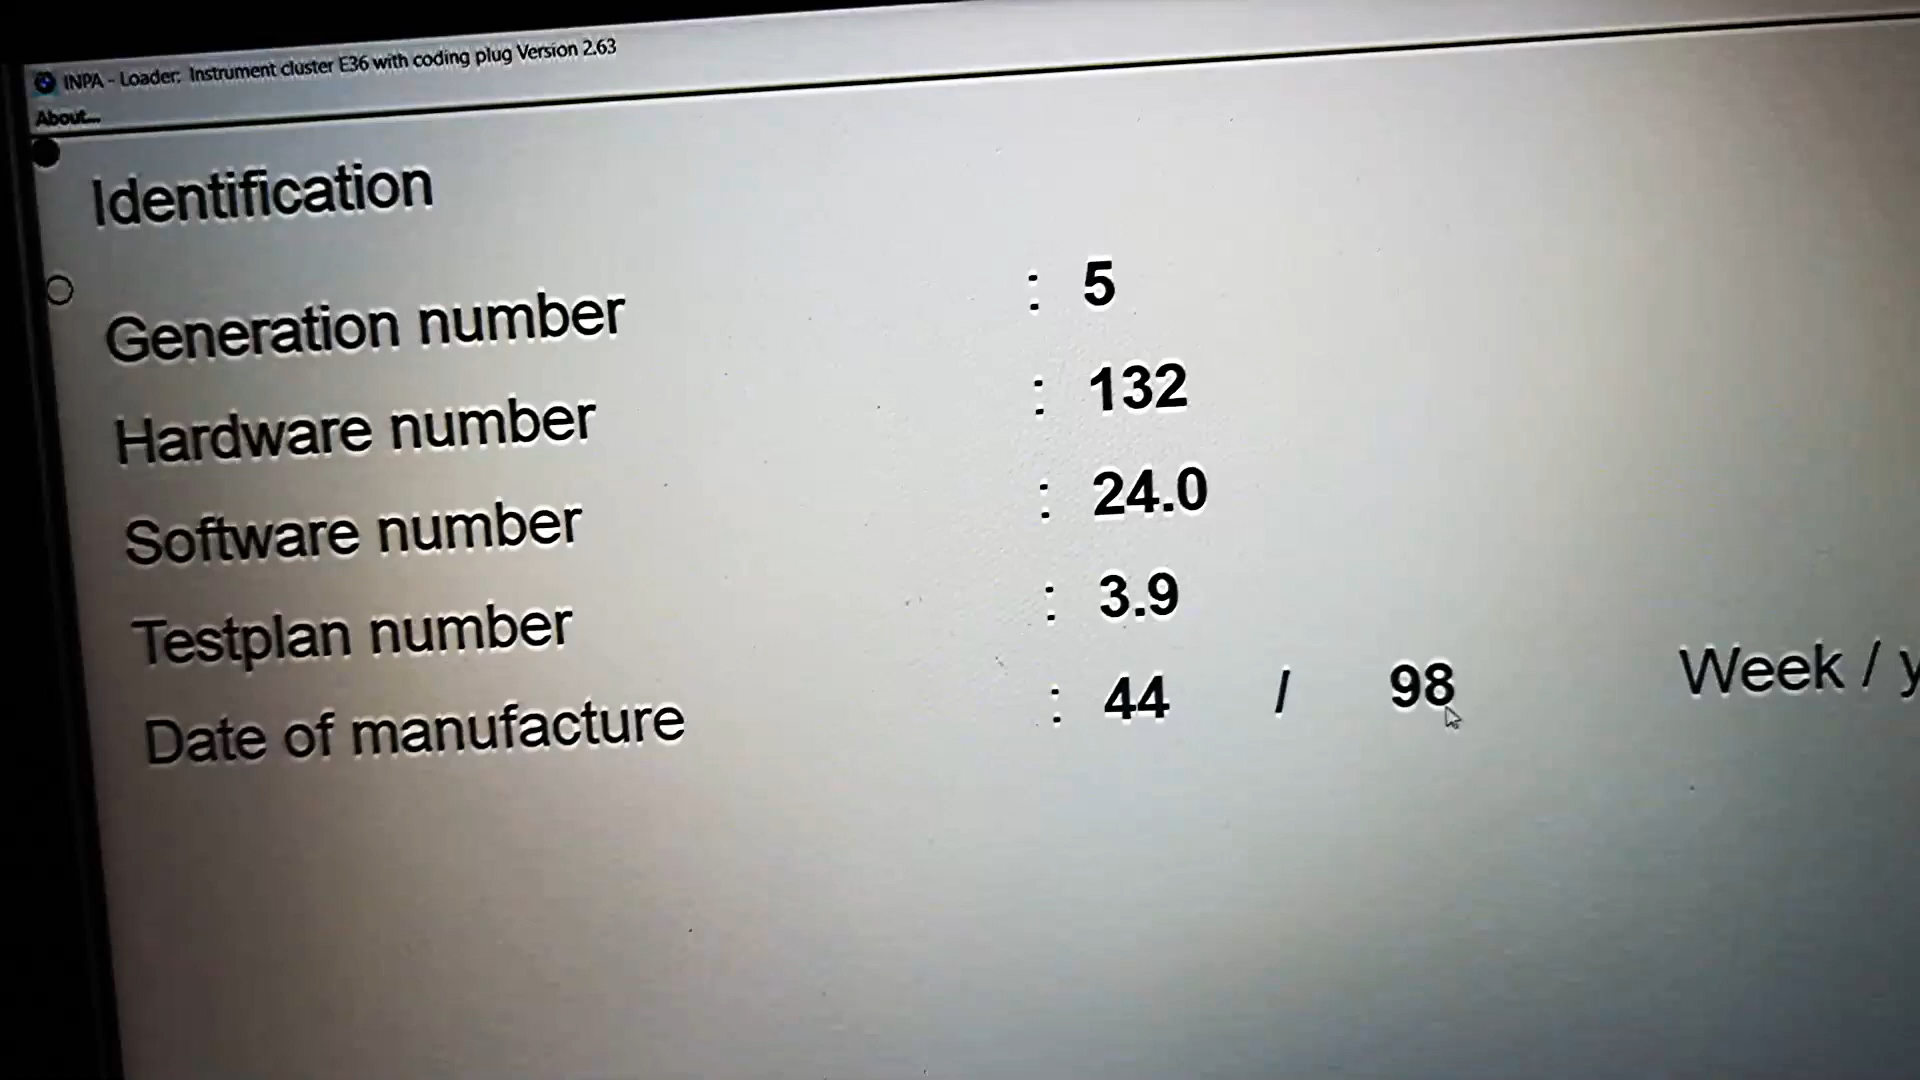 INPA - Loader: Instrument cluster E36 with coding plug Version 2.63
About...
Identification
Generation number : 5
Hardware number : 132
Software number : 24.0
Testplan number : 3.9
Date of manufacture : 44 / 98 Week / y